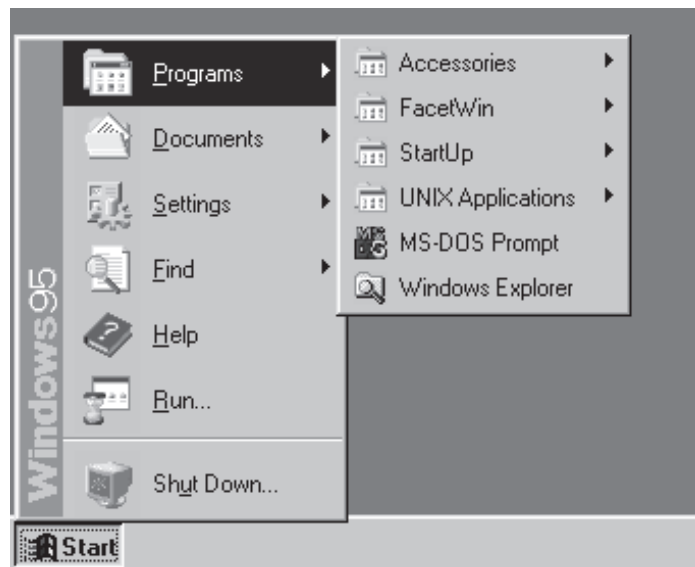 Programs
Documents
Settings
Find
Help
Run...
Shut Down...
Accessories
FacetWin
StartUp
UNIX Applications
MS-DOS Prompt
Windows Explorer
Windows95
Start